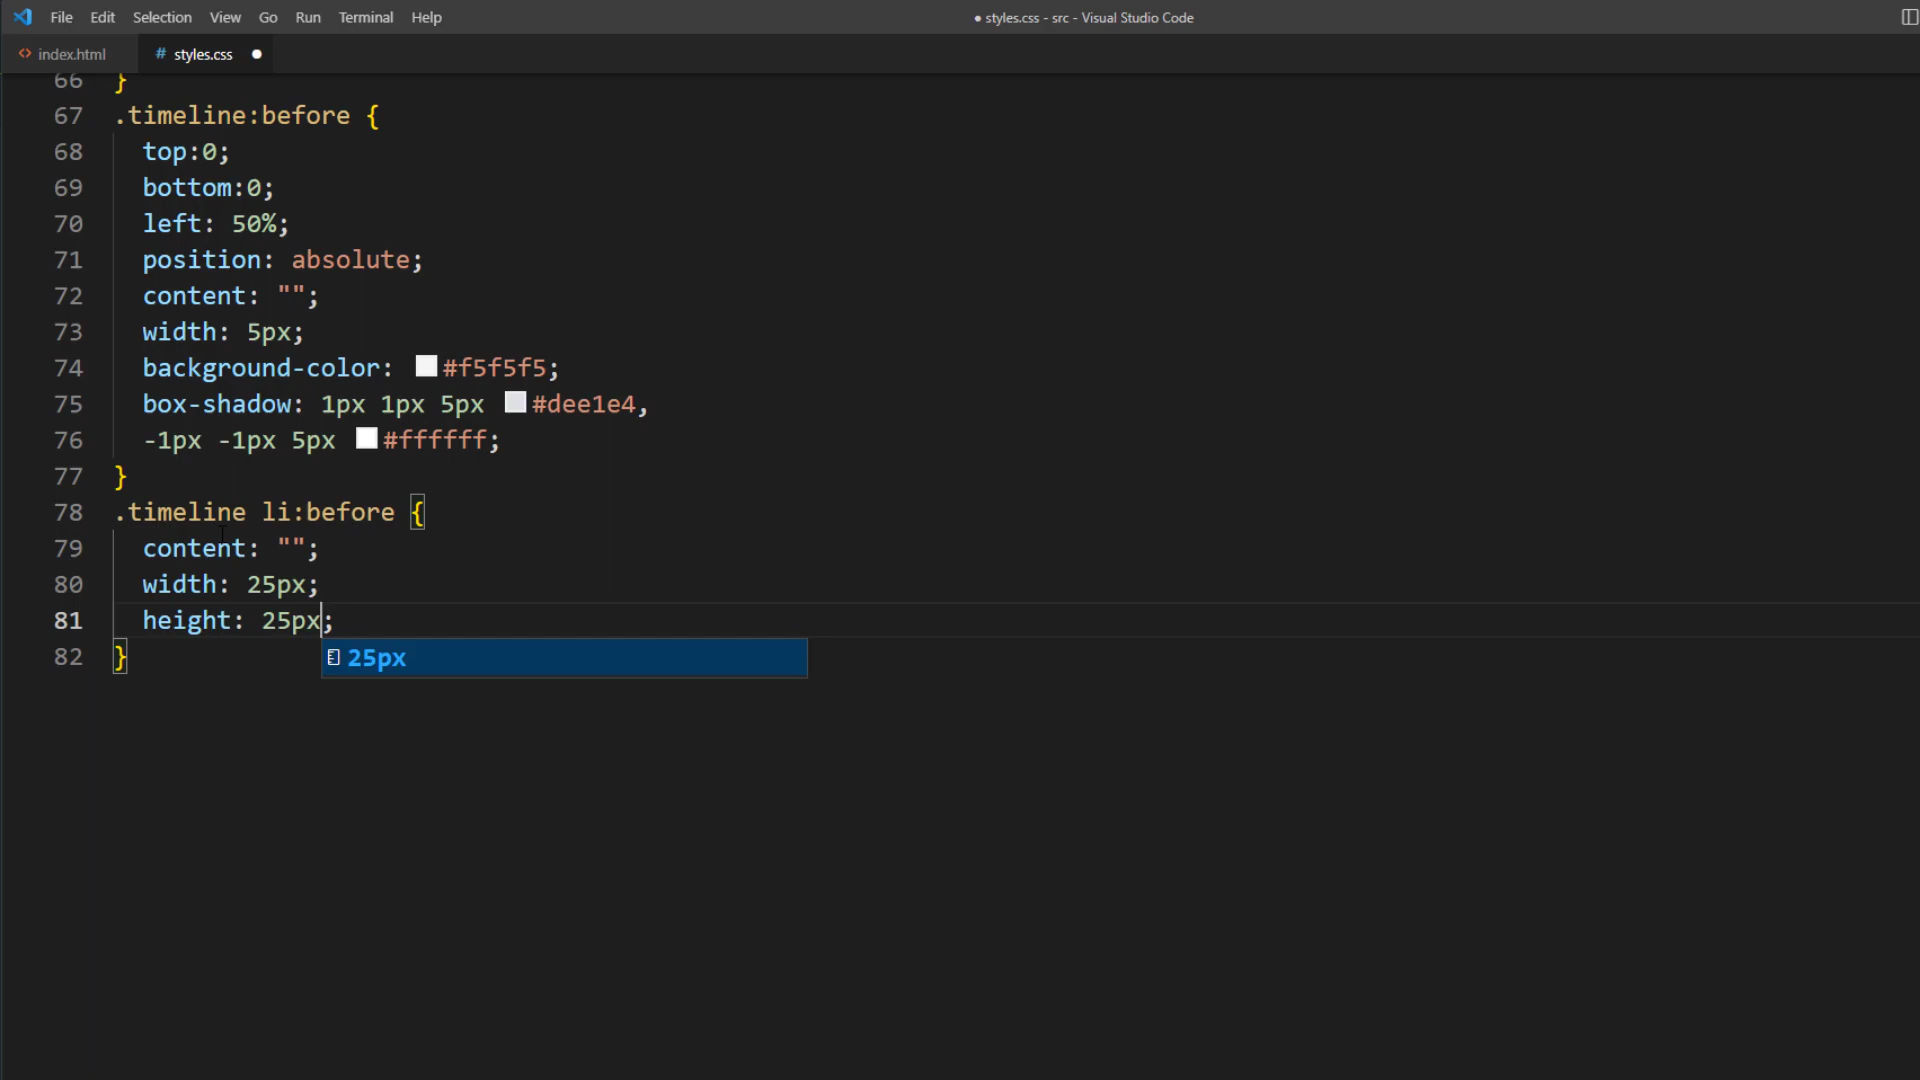 File Edit Selection View Go Run Terminal Help ● styles.css - src - Visual Studio Code
<> index.html # styles.css ●
66 }
67 .timeline:before {
68 top:0;
69 bottom:0;
70 left: 50%;
71 position: absolute;
72 content: "";
73 width: 5px;
74 background-color: #f5f5f5;
75 box-shadow: 1px 1px 5px #dee1e4,
76 -1px -1px 5px #ffffff;
77 }
78 .timeline li:before {
79 content: "";
80 width: 25px;
81 height: 25px;
82 }
25px